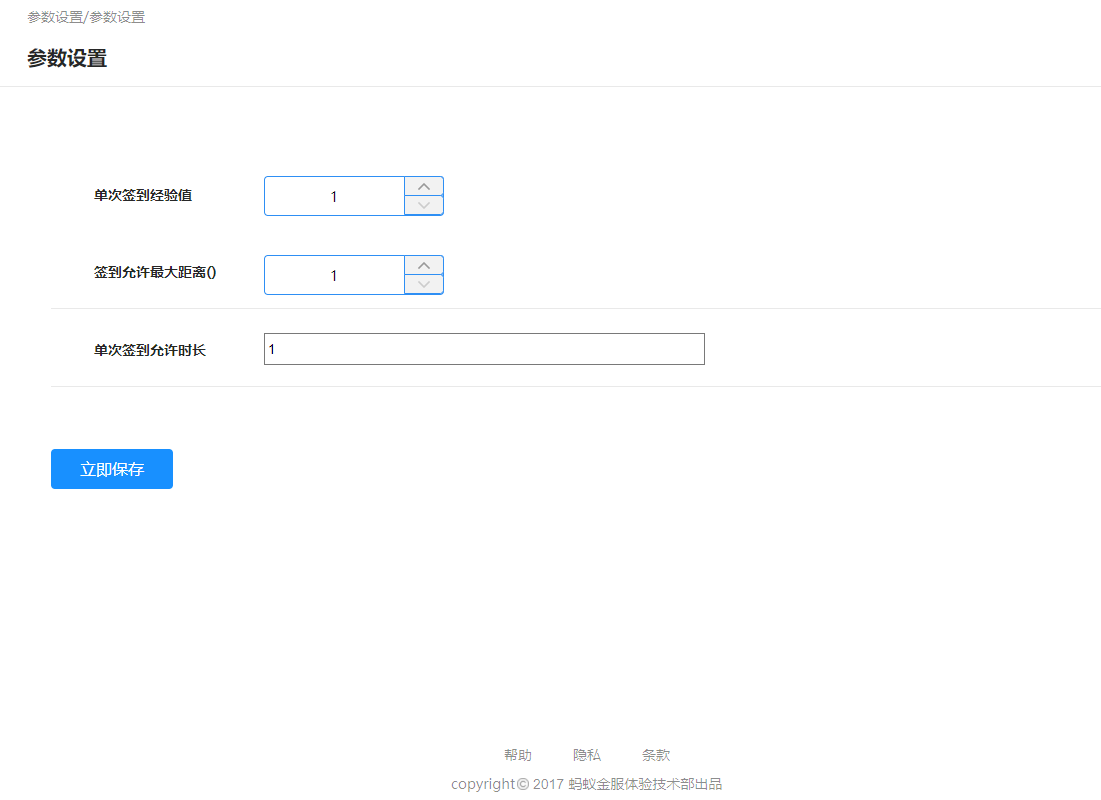 参数设置/参数设置
参数设置
单次签到经验值 1
签到允许最大距离() 1
单次签到允许时长 1
立即保存
帮助 隐私 条款
copyright© 2017 蚂蚁金服体验技术部出品